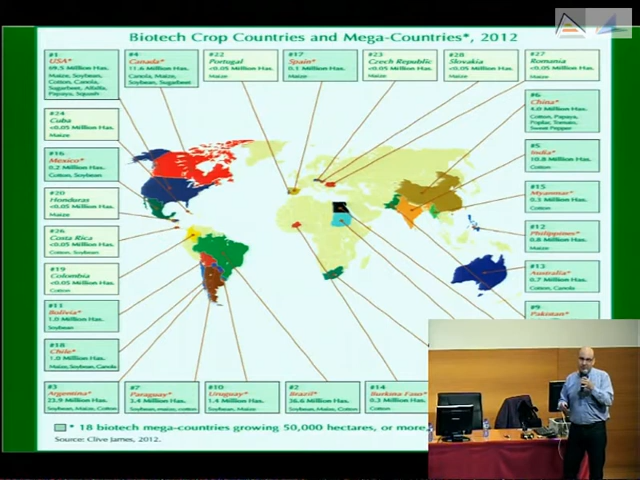 Biotech Crop Countries and Mega-Countries*, 2012
#1
USA*
69.5 Million Has.
Maize, Soybean,
Cotton, Canola,
Sugarbeet, Alfalfa,
Papaya, Squash
#4
Canada*
11.6 Million Has.
Canola, Maize,
Soybean, Sugarbeet
#22
Portugal
<0.05 Million Has.
Maize
#17
Spain*
0.1 Million Has.
Maize
#23
Czech Republic
<0.05 Million Has.
Maize
#28
Slovakia
<0.05 Million Has.
Maize
#27
Romania
<0.05 Million Has.
Maize
#24
Cuba
<0.05 Million Has.
Maize
#6
China*
4.0 Million Has.
Cotton, Papaya,
Poplar, Tomato,
Sweet Pepper
#16
Mexico*
0.2 Million Has.
Cotton, Soybean
#5
India*
10.8 Million Has.
Cotton
#20
Honduras
<0.05 Million Has.
Maize
#15
Myanmar*
0.3 Million Has.
Cotton
#26
Costa Rica
<0.05 Million Has.
Cotton, Soybean
#12
Philippines*
0.8 Million Has.
Maize
#19
Colombia
<0.05 Million Has.
Cotton
#13
Australia*
0.7 Million Has.
Cotton, Canola
#11
Bolivia*
1.0 Million Has.
Soybean
#9
Pakistan*
#18
Chile*
1.0 Million Has.
Maize, Soybean, Canola
#3
Argentina*
23.9 Million Has.
Soybean, Maize, Cotton
#7
Paraguay*
3.4 Million Has.
Soybean, maize, cotton
#10
Uruguay*
1.4 Million Has.
Soybean, Maize
#2
Brazil*
36.6 Million Has.
Soybean, Maize, Cotton
#14
Burkina Faso*
0.3 Million Has.
Cotton
* 18 biotech mega-countries growing 50,000 hectares, or more
Source: Clive James, 2012.